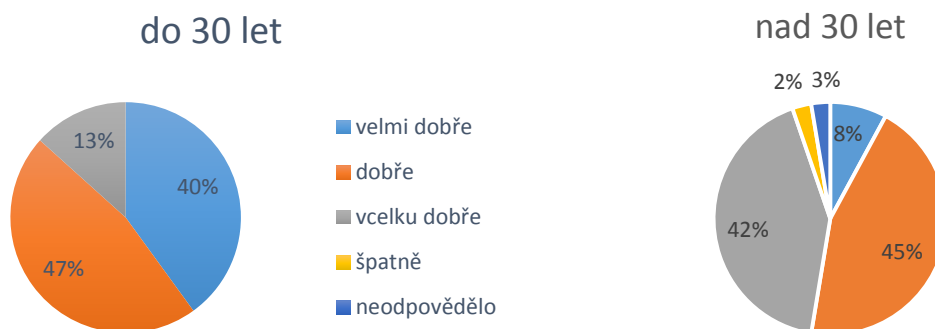 do 30 let
13%
40%
47%
velmi dobře
dobře
vcelku dobře
špatně
neodpovědělo
nad 30 let
2%
3%
8%
42%
45%